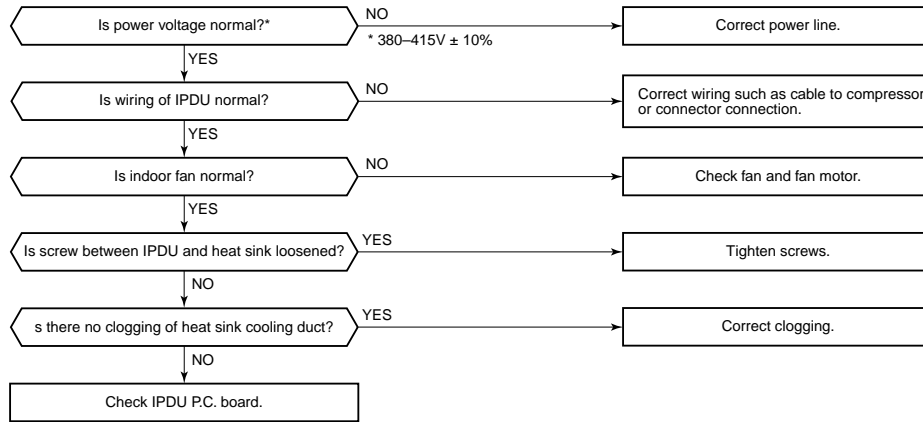 Is power voltage normal?*
NO
* 380–415V ± 10%
Correct power line.
YES
Is wiring of IPDU normal?
NO
Correct wiring such as cable to compressor
or connector connection.
YES
Is indoor fan normal?
NO
Check fan and fan motor.
YES
Is screw between IPDU and heat sink loosened?
YES
Tighten screws.
NO
s there no clogging of heat sink cooling duct?
YES
Correct clogging.
NO
Check IPDU P.C. board.